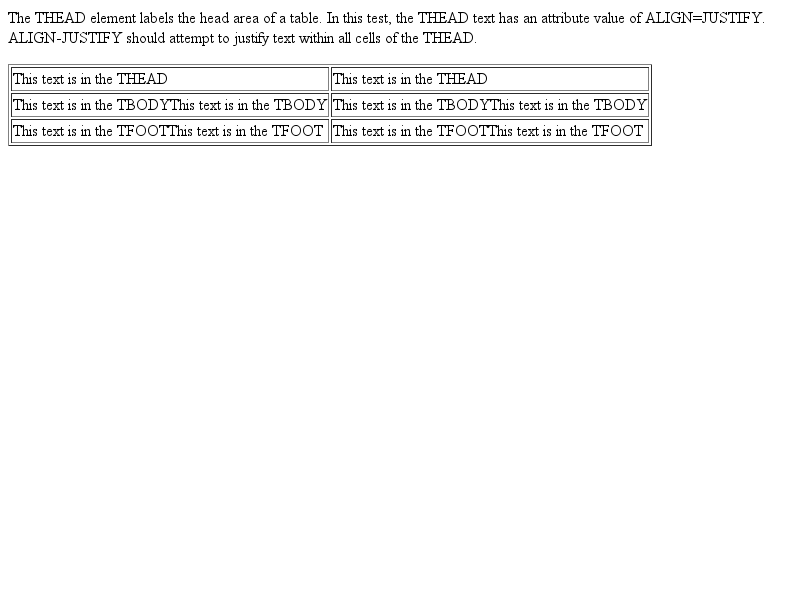 The THEAD element labels the head area of a table. In this test, the THEAD text has an attribute value of ALIGN=JUSTIFY.
ALIGN-JUSTIFY should attempt to justify text within all cells of the THEAD.
This text is in the THEAD This text is in the THEAD
This text is in the TBODYThis text is in the TBODY This text is in the TBODYThis text is in the TBODY
This text is in the TFOOTThis text is in the TFOOT This text is in the TFOOTThis text is in the TFOOT